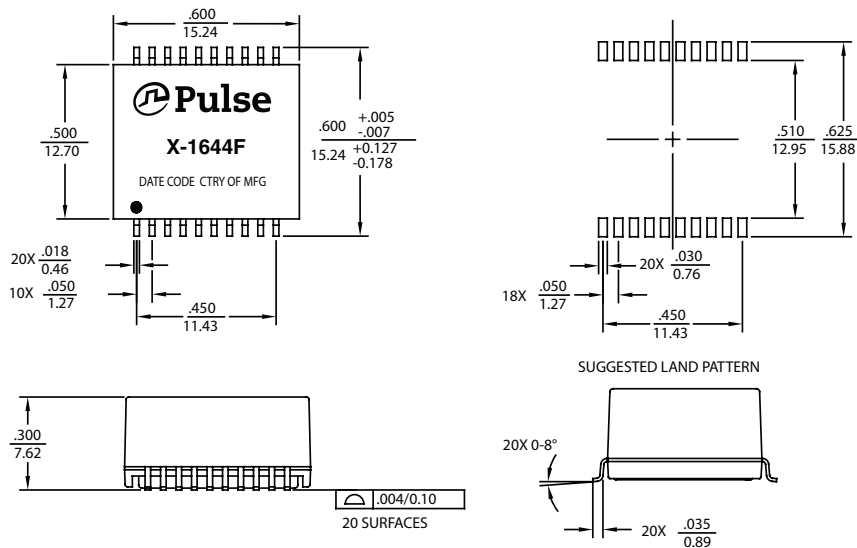 .600
15.24
Pulse
X-1644F
DATE CODE CTRY OF MFG
.500
12.70
.600 +.005 -.007
15.24 +0.127 -0.178
20X .018
0.46
10X .050
1.27
.450
11.43
.510
12.95
.625
15.88
20X .030
0.76
18X .050
1.27
.450
11.43
SUGGESTED LAND PATTERN
.300
7.62
.004/0.10
20 SURFACES
20X 0-8°
20X .035
0.89